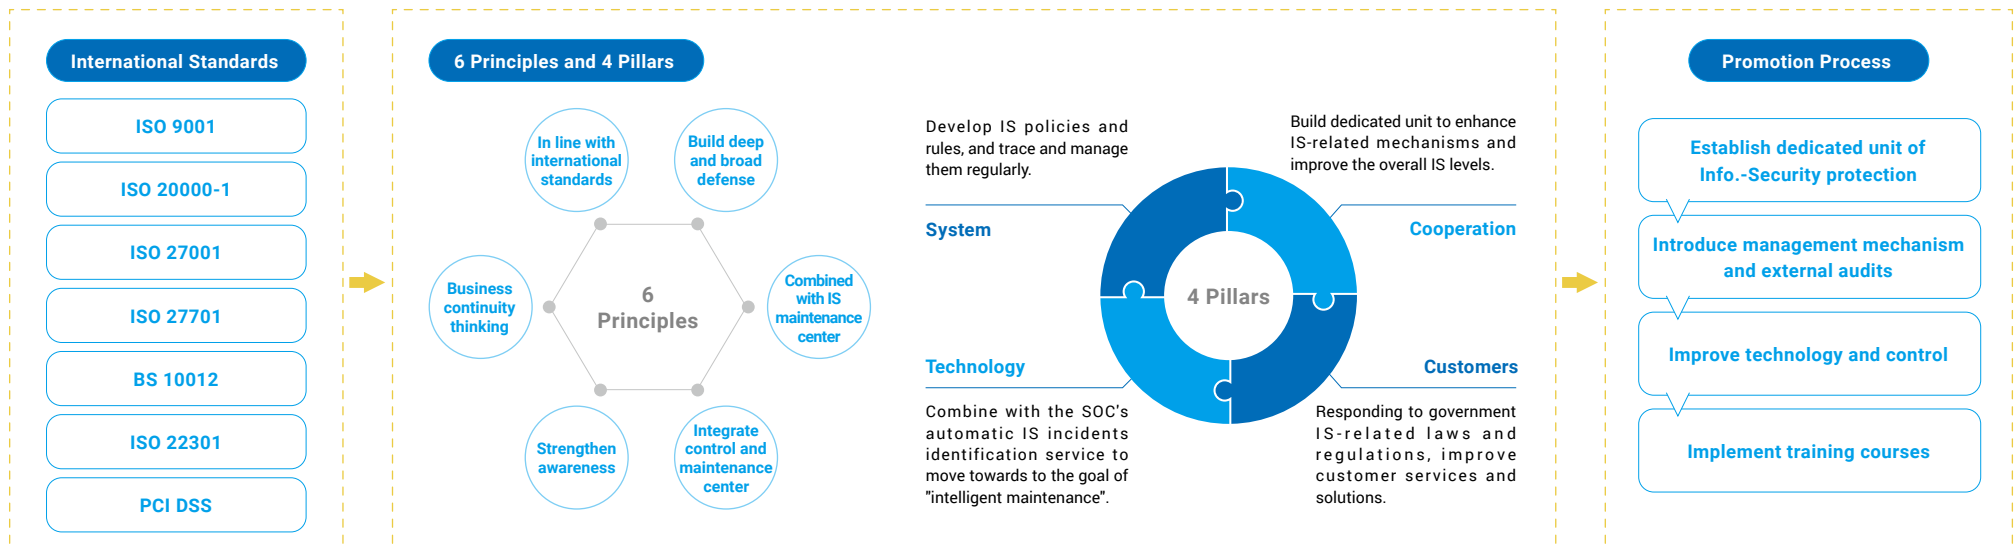 International Standards
ISO 9001
ISO 20000-1
ISO 27001
ISO 27701
BS 10012
ISO 22301
PCI DSS
6 Principles and 4 Pillars
In line with
international
standards
Build deep
and broad
defense
Business
continuity
thinking
6
Principles
Combined
with IS
maintenance
center
Strengthen
awareness
Integrate
control and
maintenance
center
Develop IS policies and
rules, and trace and manage
them regularly.
System
Build dedicated unit to enhance
IS-related mechanisms and
improve the overall IS levels.
Cooperation
4 Pillars
Technology
Combine with the SOC's
automatic IS incidents
identification service to
move towards to the goal of
"intelligent maintenance".
Customers
Responding to government
IS-related laws and
regulations, improve
customer services and
solutions.
Promotion Process
Establish dedicated unit of
Info.-Security protection
Introduce management mechanism
and external audits
Improve technology and control
Implement training courses